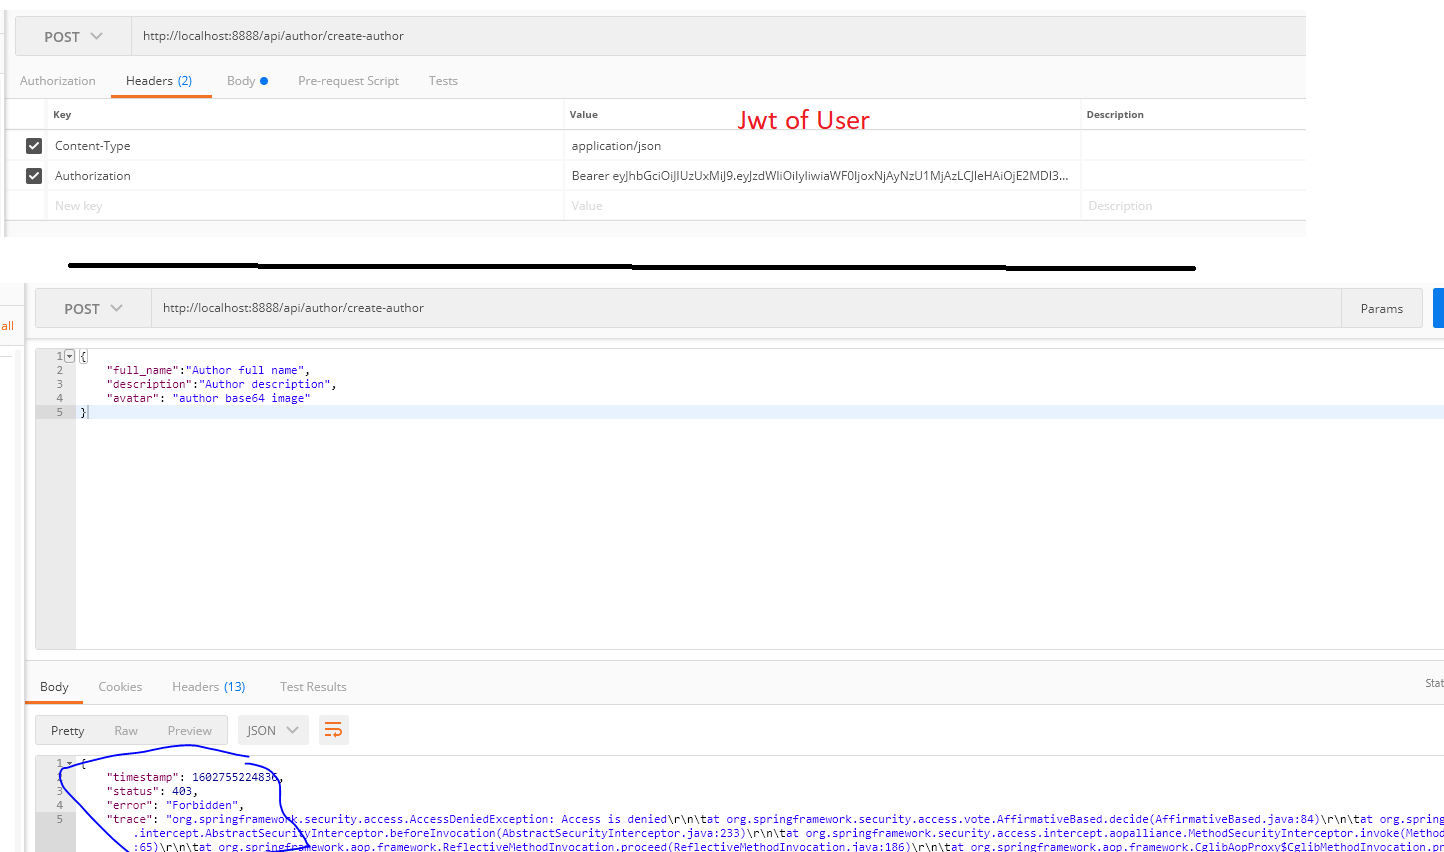 POST http://localhost:8888/api/author/create-author
Authorization Headers (2) Body Pre-request Script Tests
Key Value Description
Jwt of User
Content-Type application/json
Authorization Bearer
New key Value Description
POST http://localhost:8888/api/author/create-author Params
all
1 {
2 "full_name":"Author full name",
3 "description":"Author description",
4 "avatar": "author base64 image"
5 }
Body Cookies Headers (13) Test Results Stat
Pretty Raw Preview JSON
1 {
2 "timestamp": 1602755224836,
3 "status": 403,
4 "error": "Forbidden",
5 "trace": "org.springframework.security.access.AccessDeniedException: Access is denied\r\n\tat org.springframework.security.access.vote.AffirmativeBased.decide(AffirmativeBased.java:84)\r\n\tat org.spring
.intercept.AbstractSecurityInterceptor.beforeInvocation(AbstractSecurityInterceptor.java:233)\r\n\tat org.springframework.security.access.intercept.aopalliance.MethodSecurityInterceptor.invoke(Method
:65)\r\n\tat org.springframework.aop.framework.ReflectiveMethodInvocation.proceed(ReflectiveMethodInvocation.java:186)\r\n\tat org.springframework.aop.framework.CglibAopProxy$CglibMethodInvocation.pr